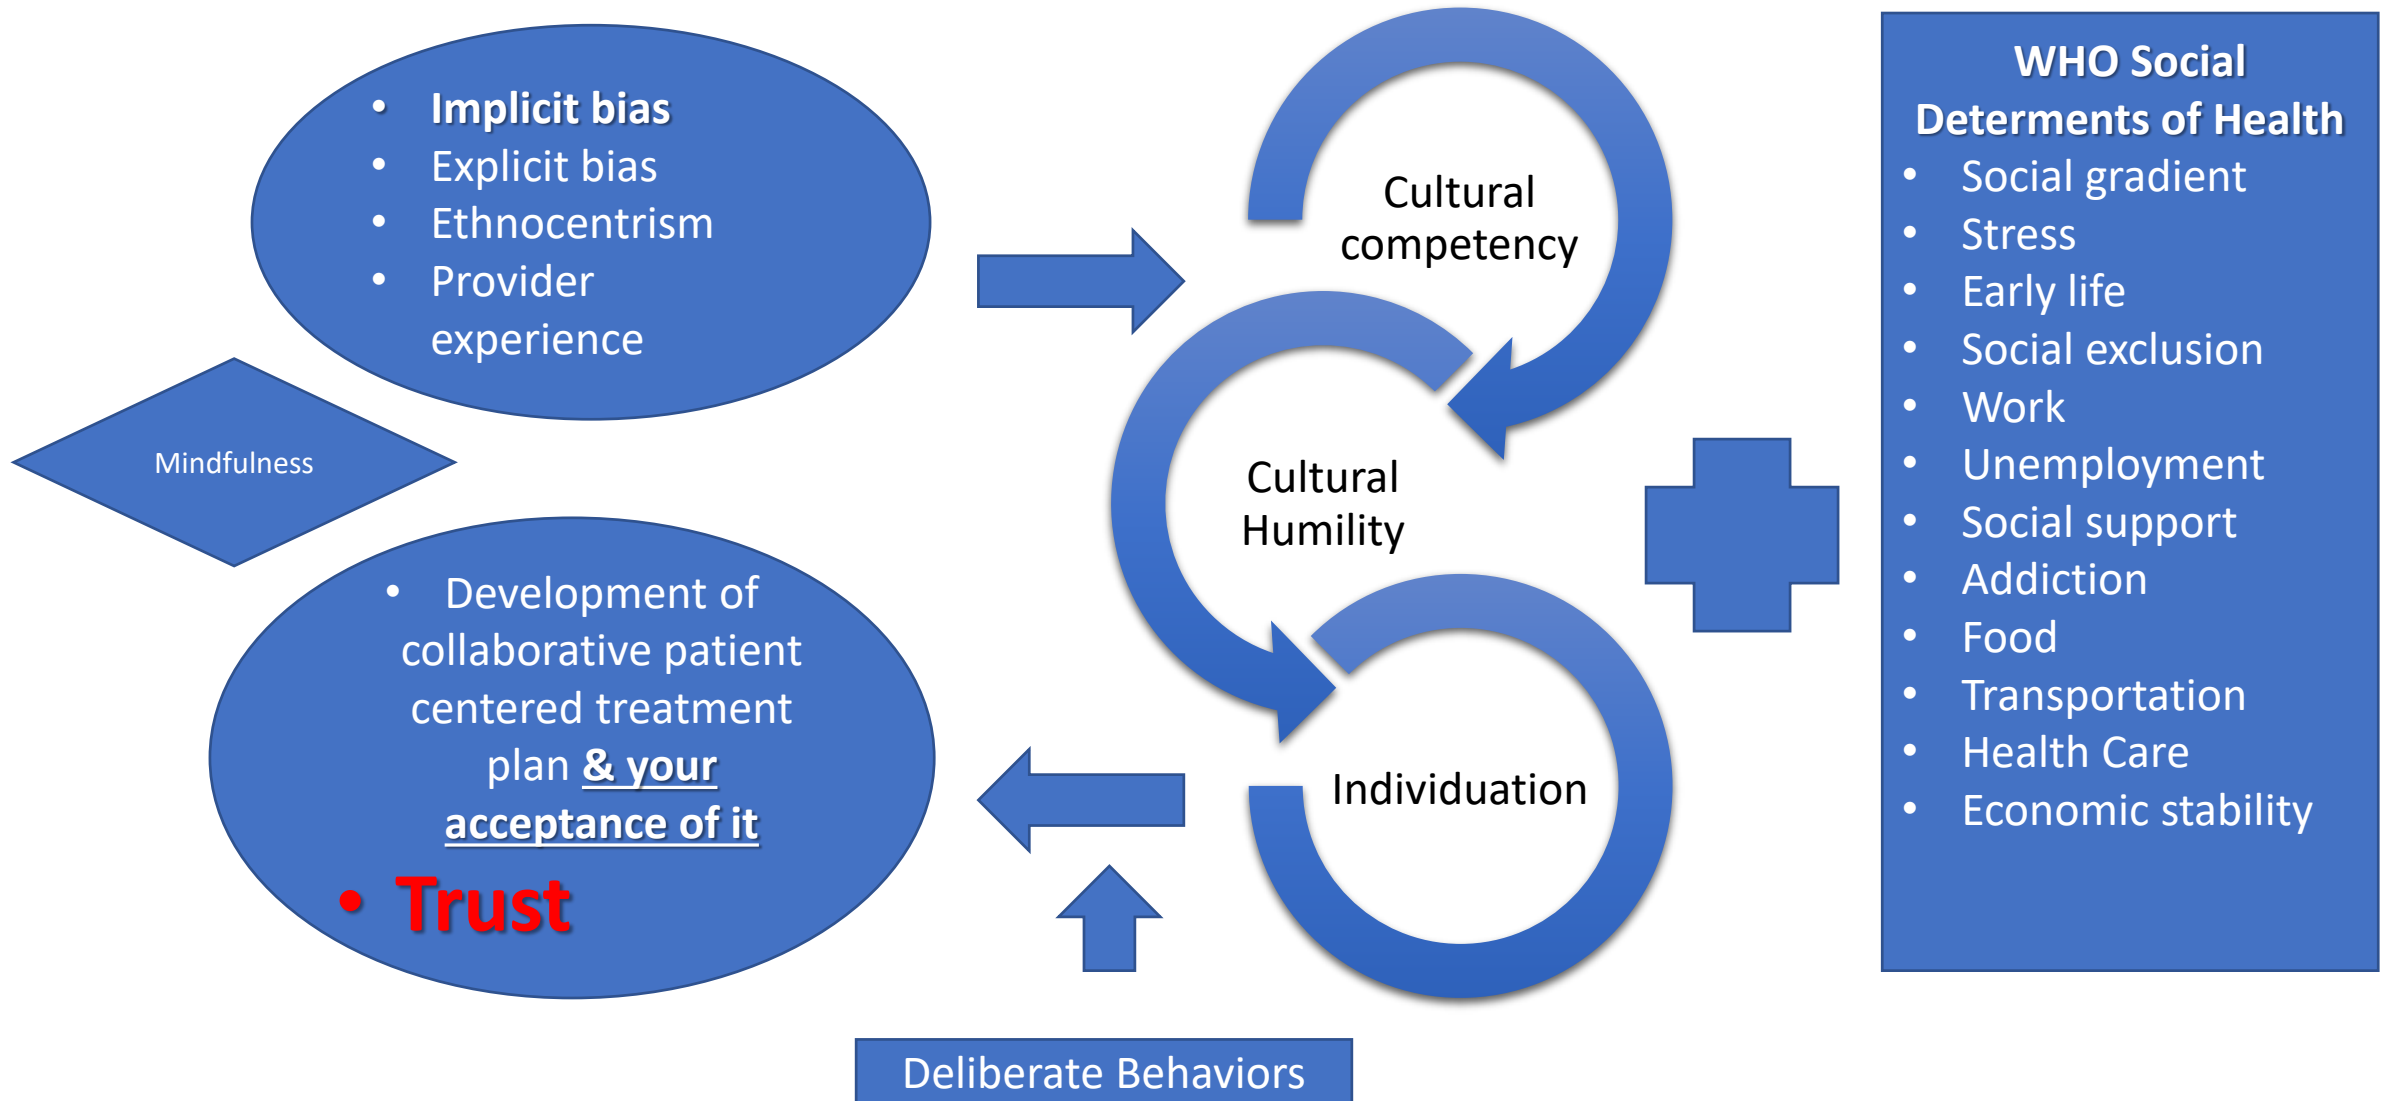 • Implicit bias
• Explicit bias
• Ethnocentrism
• Provider
experience
Mindfulness
• Development of
collaborative patient
centered treatment
plan & your
acceptance of it
• Trust
Cultural
competency
Cultural
Humility
Individuation
Deliberate Behaviors
WHO Social
Determents of Health
• Social gradient
• Stress
• Early life
• Social exclusion
• Work
• Unemployment
• Social support
• Addiction
• Food
• Transportation
• Health Care
• Economic stability